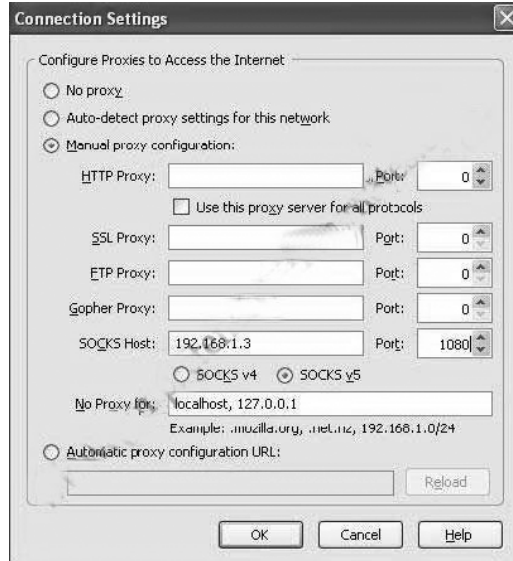 Connection Settings
Configure Proxies to Access the Internet
No proxy
Auto-detect proxy settings for this network
Manual proxy configuration:
HTTP Proxy: Port: 0
Use this proxy server for all protocols
SSL Proxy: Port: 0
FTP Proxy: Port: 0
Gopher Proxy: Port: 0
SOCKS Host: 192.168.1.3 Port: 1080
SOCKS v4 SOCKS v5
No Proxy for: localhost, 127.0.0.1
Example: .mozilla.org, .net.nz, 192.168.1.0/24
Automatic proxy configuration URL:
Reload
OK Cancel Help